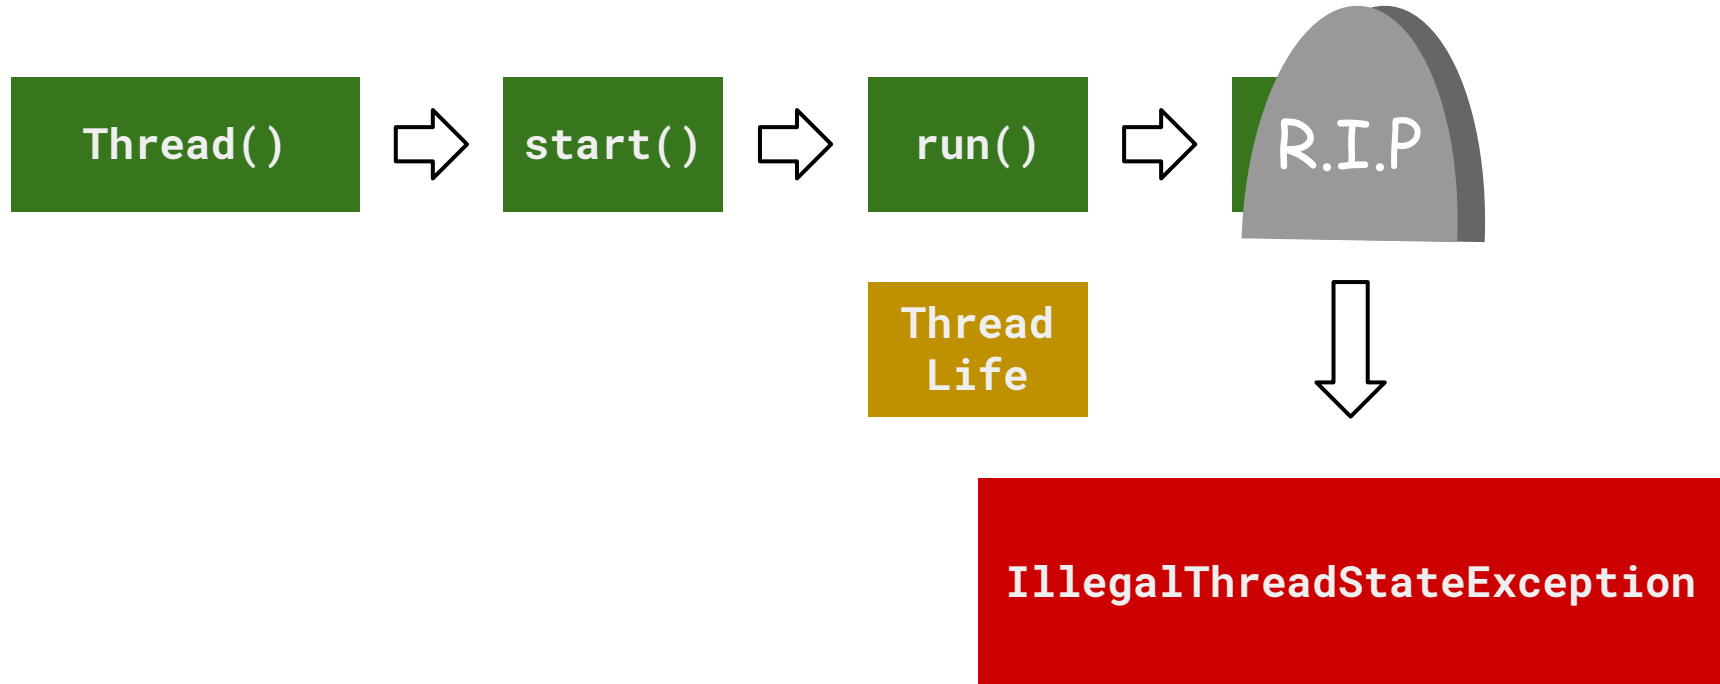 Thread()
start()
run()
R.I.P
Thread
Life
IllegalThreadStateException